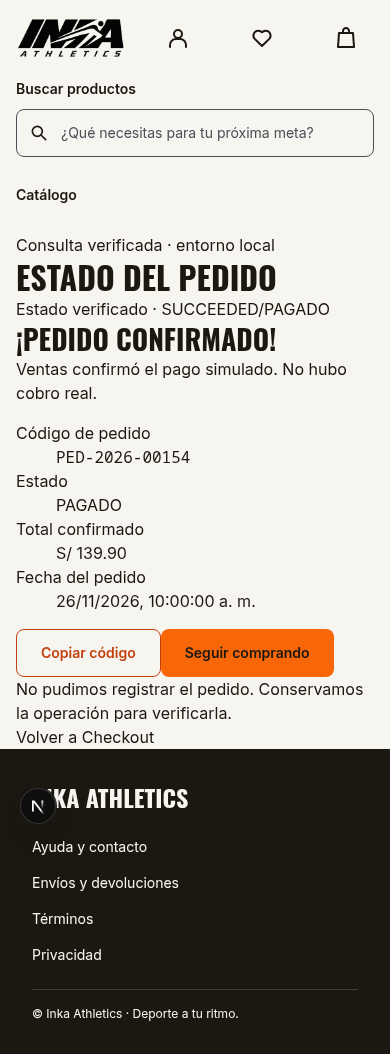 INKA
ATHLETICS
Buscar productos
¿Qué necesitas para tu próxima meta?
Catálogo
Consulta verificada · entorno local
ESTADO DEL PEDIDO
Estado verificado · SUCCEEDED/PAGADO
¡PEDIDO CONFIRMADO!
Ventas confirmó el pago simulado. No hubo
cobro real.
Código de pedido
PED-2026-00154
Estado
PAGADO
Total confirmado
S/ 139.90
Fecha del pedido
26/11/2026, 10:00:00 a. m.
Copiar código
Seguir comprando
No pudimos registrar el pedido. Conservamos
la operación para verificarla.
Volver a Checkout
N
INKA ATHLETICS
Ayuda y contacto
Envíos y devoluciones
Términos
Privacidad
© Inka Athletics · Deporte a tu ritmo.